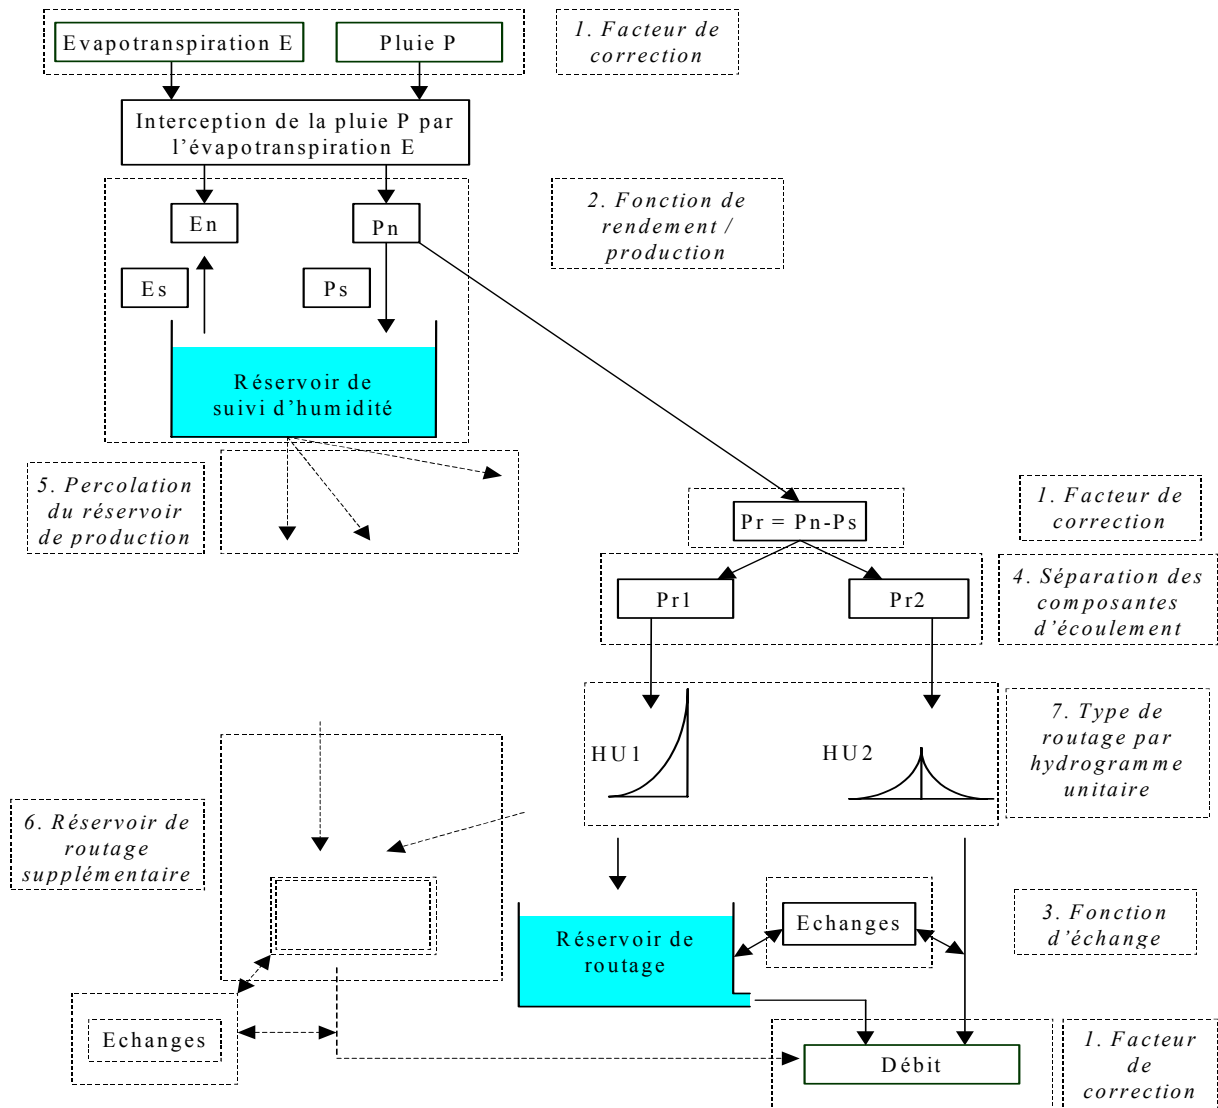 Evapotranspiration E
Pluie P
1. Facteur de
correction
Interception de la pluie P par
l'évapotranspiration E
En
Pn
2. Fonction de
rendement /
production
Es
Ps
Réservoir de
suivi d'humidité
5. Percolation
du réservoir
de production
Pr = Pn-Ps
1. Facteur de
correction
Pr1
Pr2
4. Séparation des
composantes
d'écoulement
HU1
HU2
7. Type de
routage par
hydrogramme
unitaire
6. Réservoir de
routage
supplémentaire
Réservoir de
routage
Echanges
3. Fonction
d'échange
Echanges
Débit
1. Facteur
de
correction